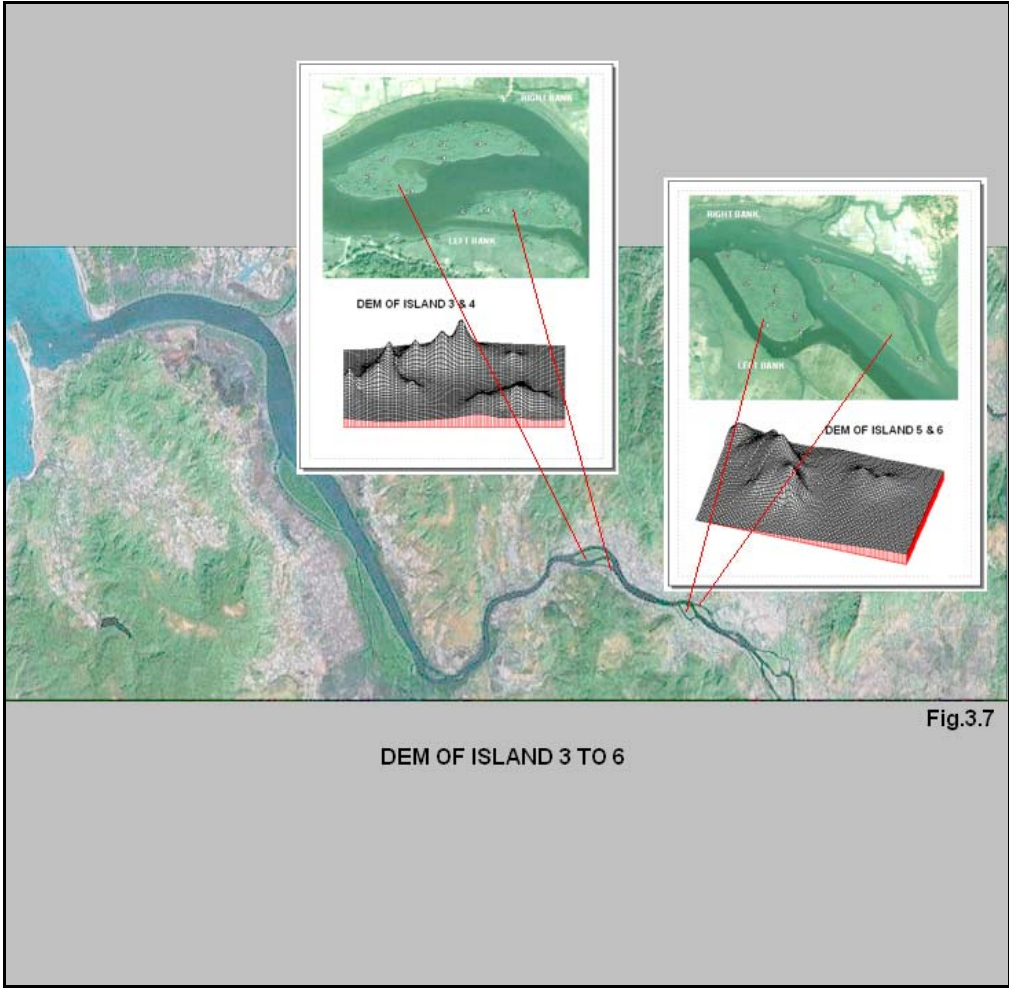 RIGHT BANK
LEFT BANK
DEM OF ISLAND 3 & 4
RIGHT BANK
LEFT BANK
DEM OF ISLAND 5 & 6
Fig.3.7
DEM OF ISLAND 3 TO 6